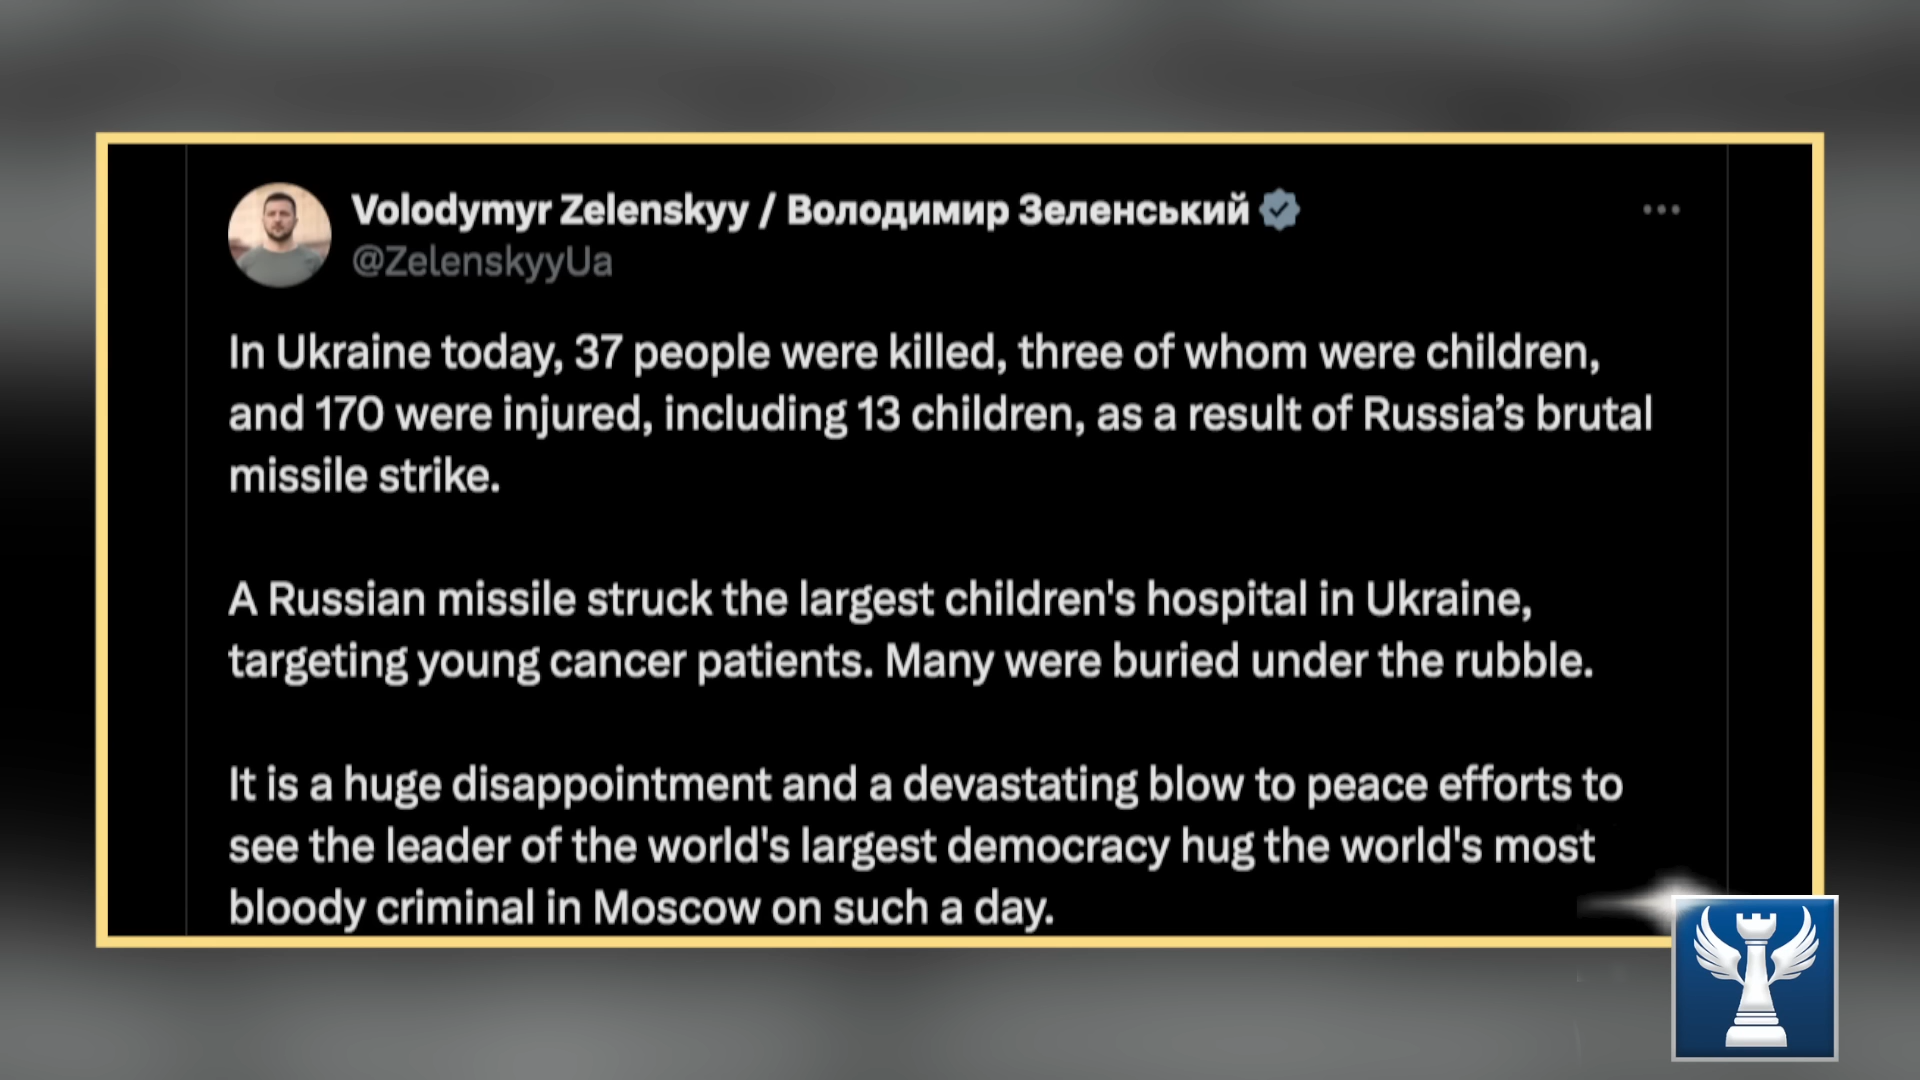 Volodymyr Zelenskyy / Володимир Зеленський
@ZelenskyyUa
In Ukraine today, 37 people were killed, three of whom were children,
and 170 were injured, including 13 children, as a result of Russia’s brutal
missile strike.
A Russian missile struck the largest children's hospital in Ukraine,
targeting young cancer patients. Many were buried under the rubble.
It is a huge disappointment and a devastating blow to peace efforts to
see the leader of the world's largest democracy hug the world's most
bloody criminal in Moscow on such a day.